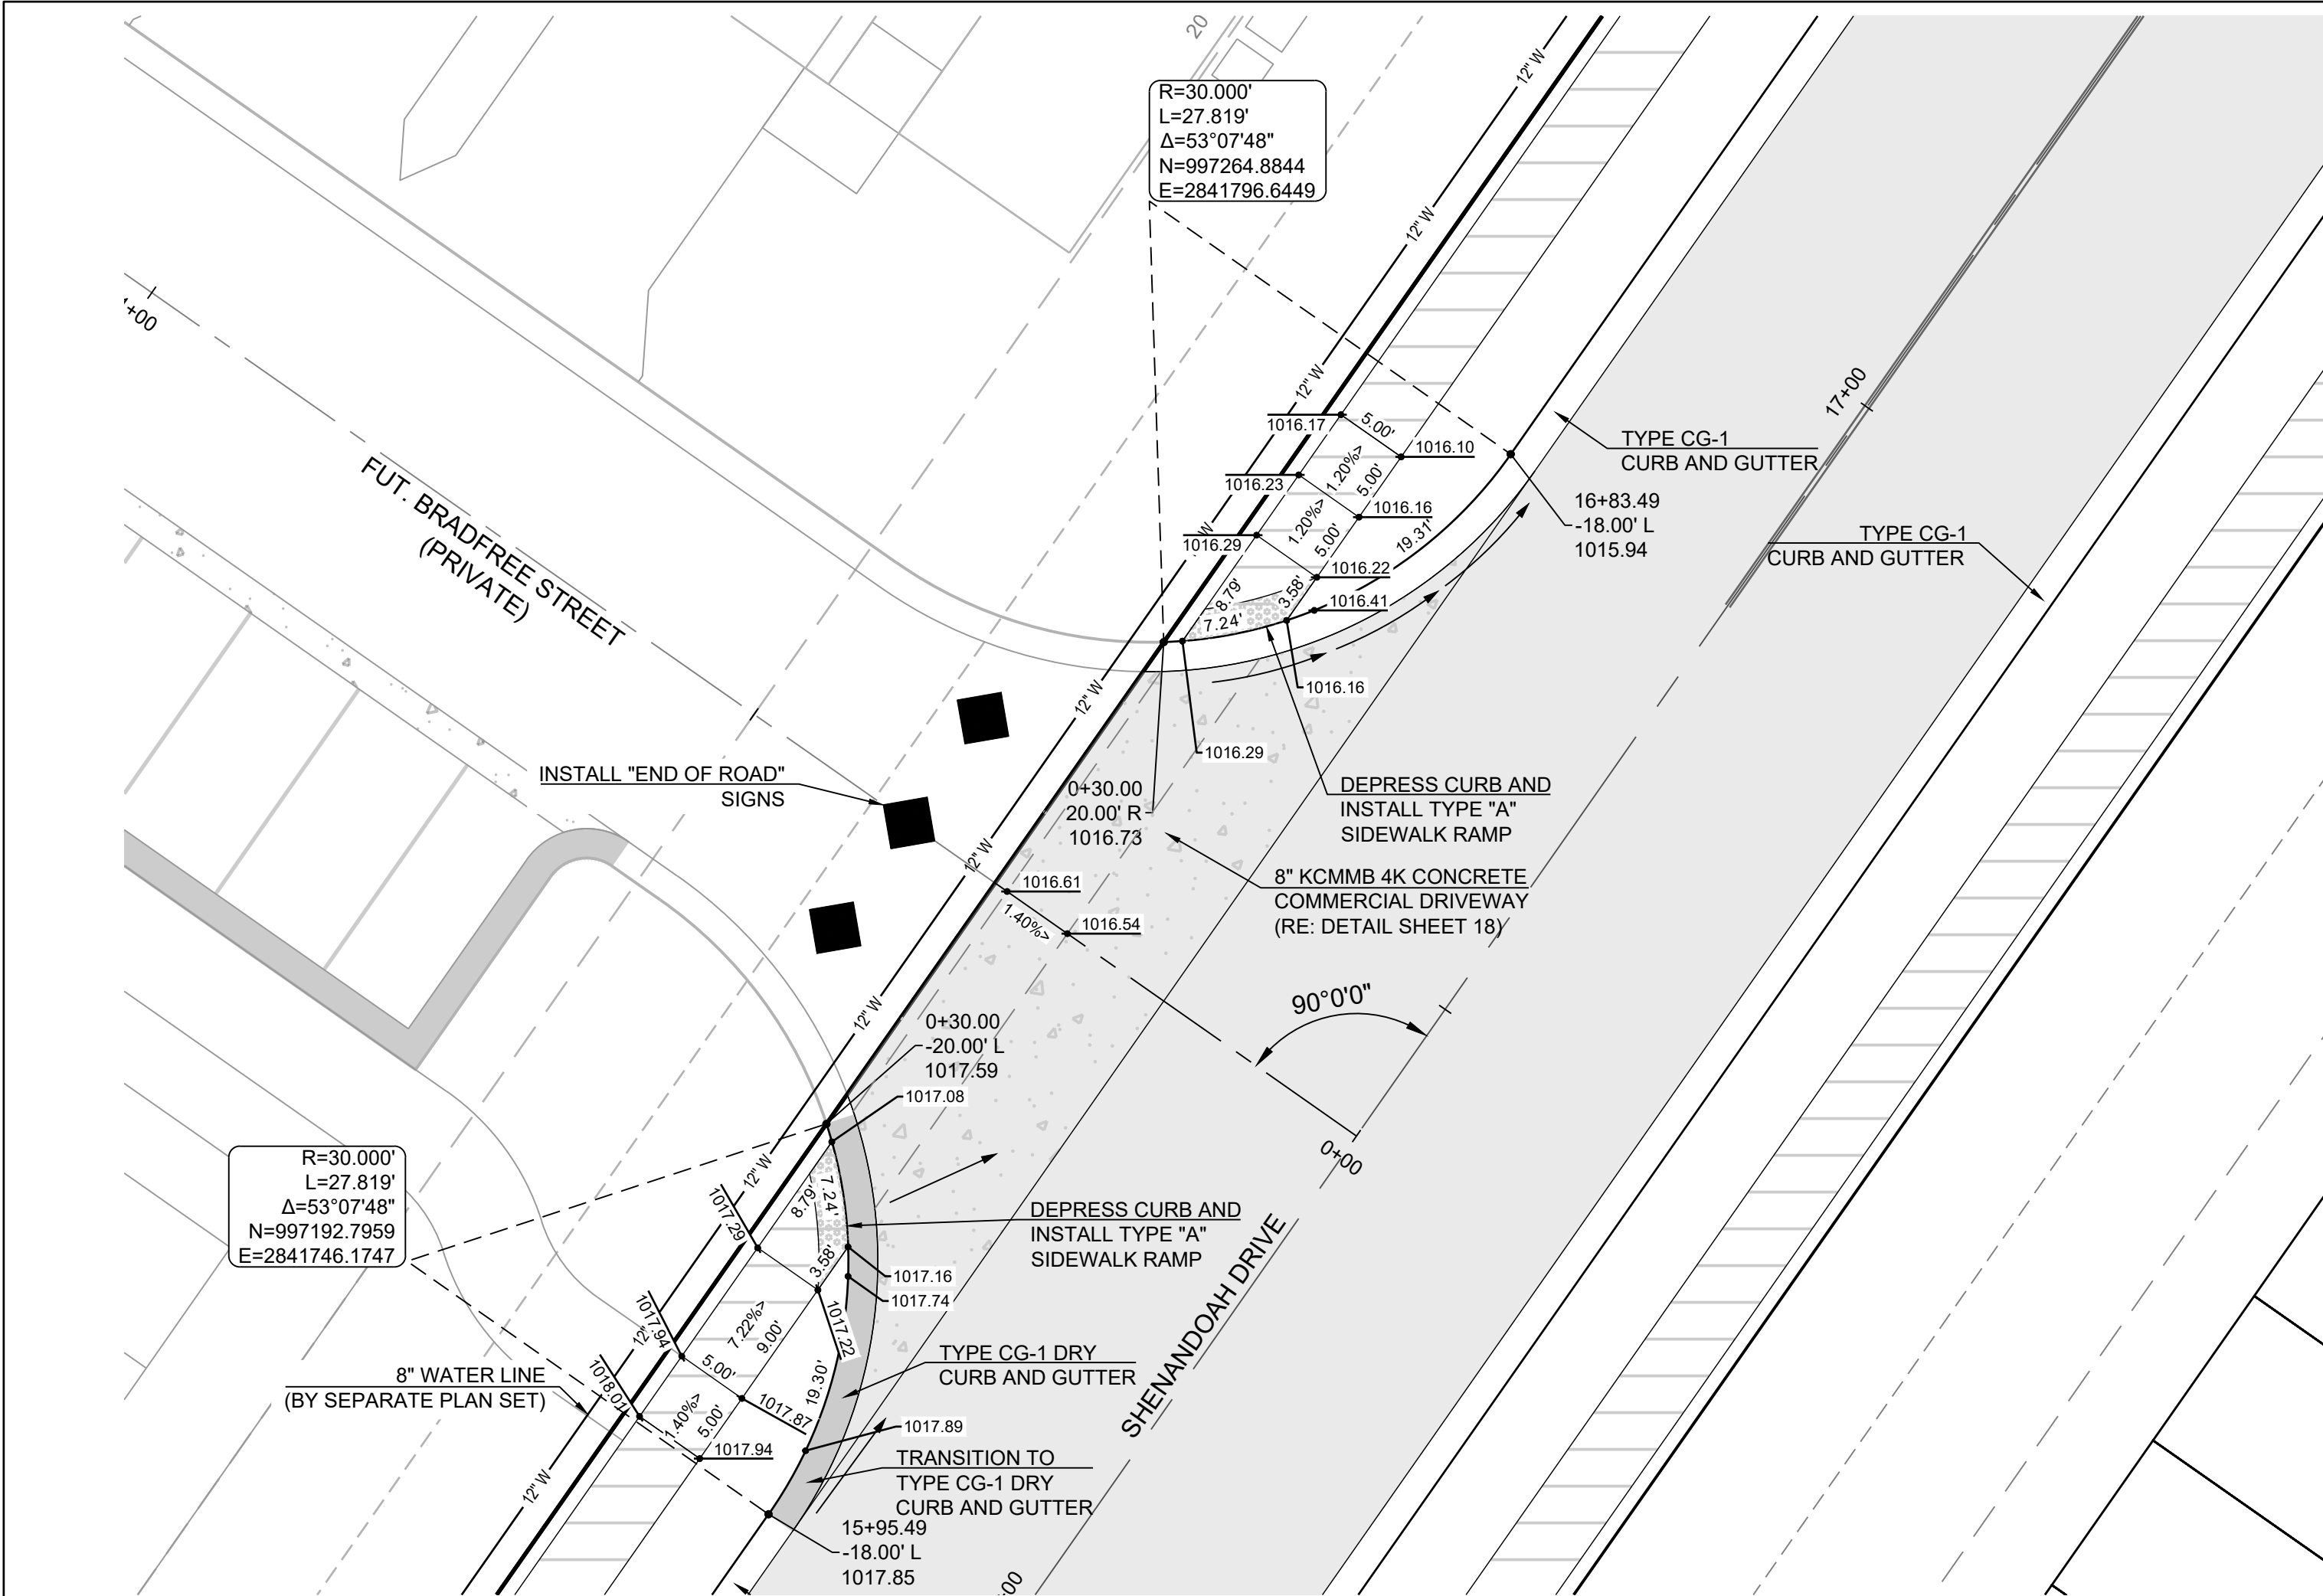 20
12" W
R=30.000'
L=27.819'
Δ=53°07'48"
N=997264.8844
E=2841796.6449
12" W
+00
12" W
17+00
1016.17
5.00'
1016.10
TYPE CG-1
CURB AND GUTTER
1.20%>
5.00'
1016.23
1016.16
16+83.49
-18.00' L
1015.94
1.20%>
5.00'
19.31'
W
1016.29
1016.22
TYPE CG-1
CURB AND GUTTER
FUT. BRADFREE STREET
(PRIVATE)
8.79'
3.58'
1016.41
7.24'
1016.16
12" W
1016.29
INSTALL "END OF ROAD"
SIGNS
0+30.00
20.00' R
1016.73
DEPRESS CURB AND
INSTALL TYPE "A"
SIDEWALK RAMP
12" W
1016.61
1.40%>
1016.54
8" KCMMB 4K CONCRETE
COMMERCIAL DRIVEWAY
(RE: DETAIL SHEET 18)
90°0'0"
12" W
0+30.00
-20.00' L
1017.59
1017.08
0+00
R=30.000'
L=27.819'
Δ=53°07'48"
N=997192.7959
E=2841746.1747
12" W
1017.29
8.79'
7.24'
3.58'
DEPRESS CURB AND
INSTALL TYPE "A"
SIDEWALK RAMP
1017.16
1017.74
1017.22
SHENANDOAH DRIVE
12"
1017.94
7.22%>
9.00'
5.00'
19.30'
TYPE CG-1 DRY
CURB AND GUTTER
8" WATER LINE
(BY SEPARATE PLAN SET)
1018.01
1.40%>
5.00'
1017.87
1017.89
1017.94
TRANSITION TO
TYPE CG-1 DRY
CURB AND GUTTER
12" W
15+95.49
-18.00' L
1017.85
+00